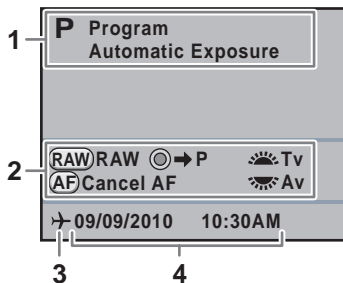 1
P Program
Automatic Exposure
2
RAW RAW ➡ P Tv
AF Cancel AF Av
09/09/2010 10:30AM
3 4